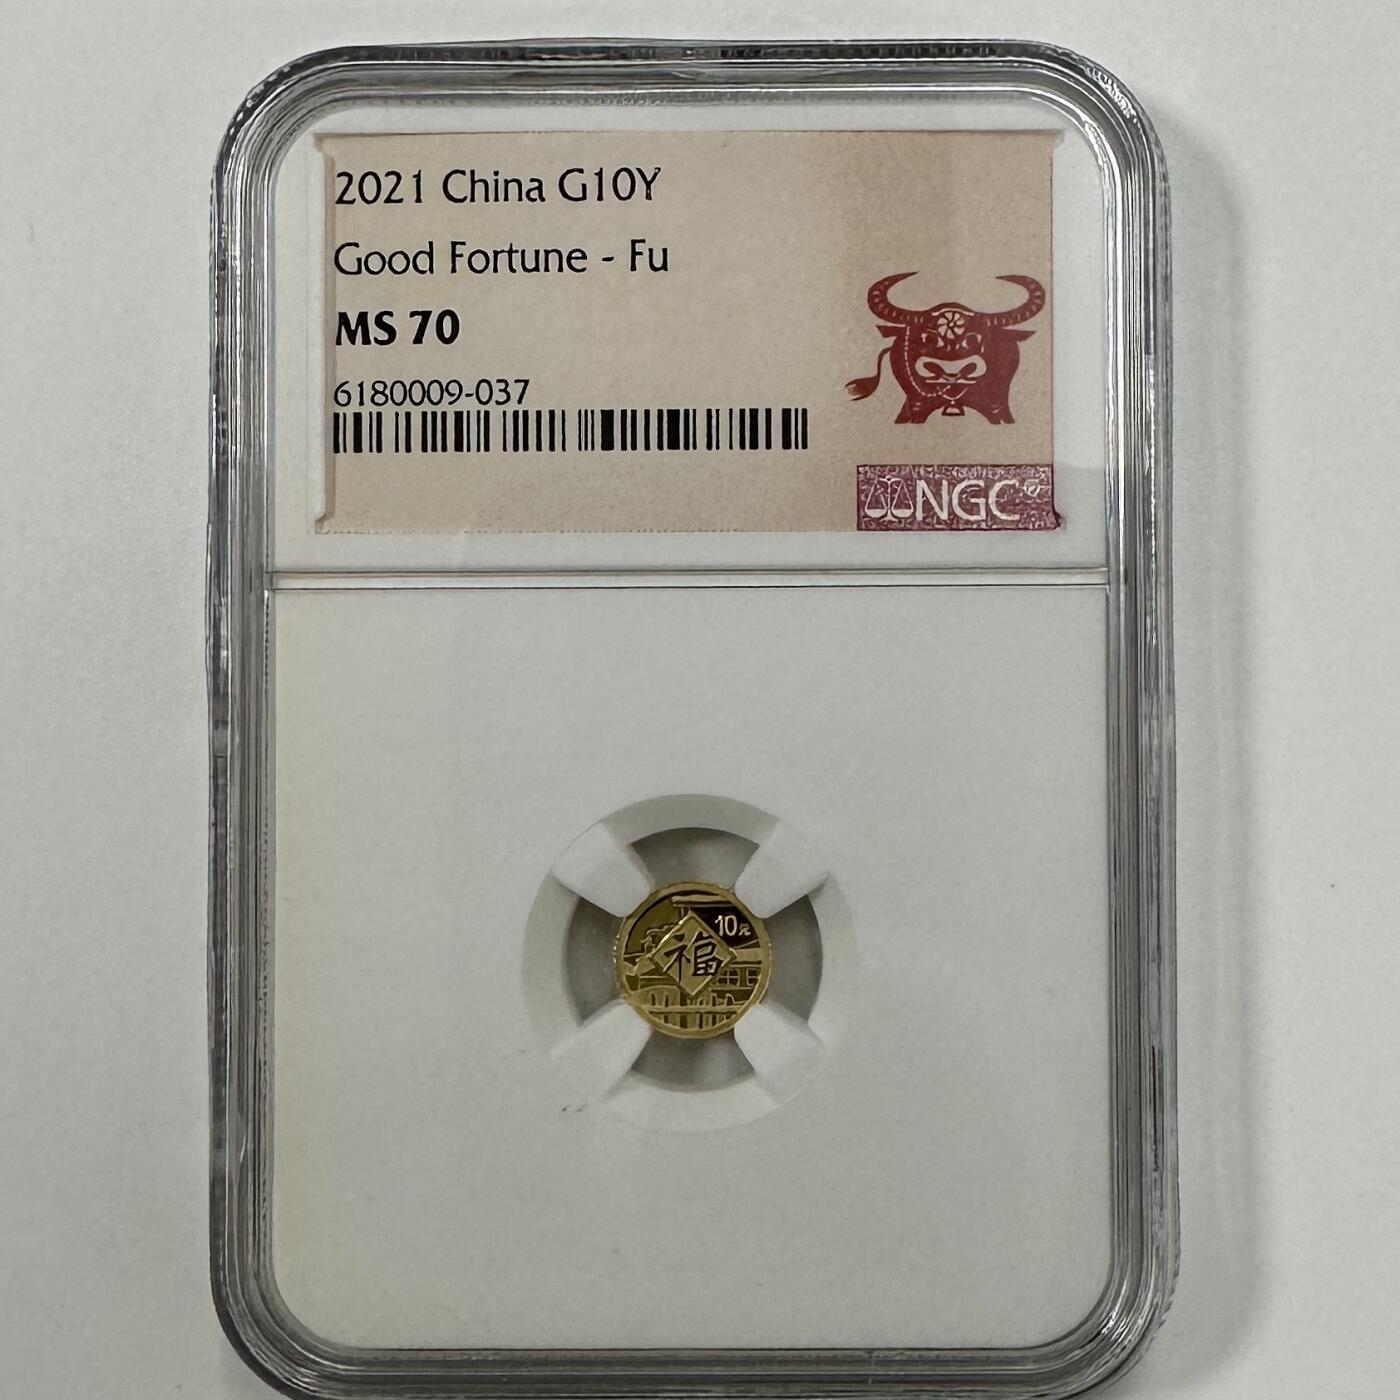 2021 China G10Y
Good Fortune - Fu
MS 70
6180009-037
NGC
10元
福